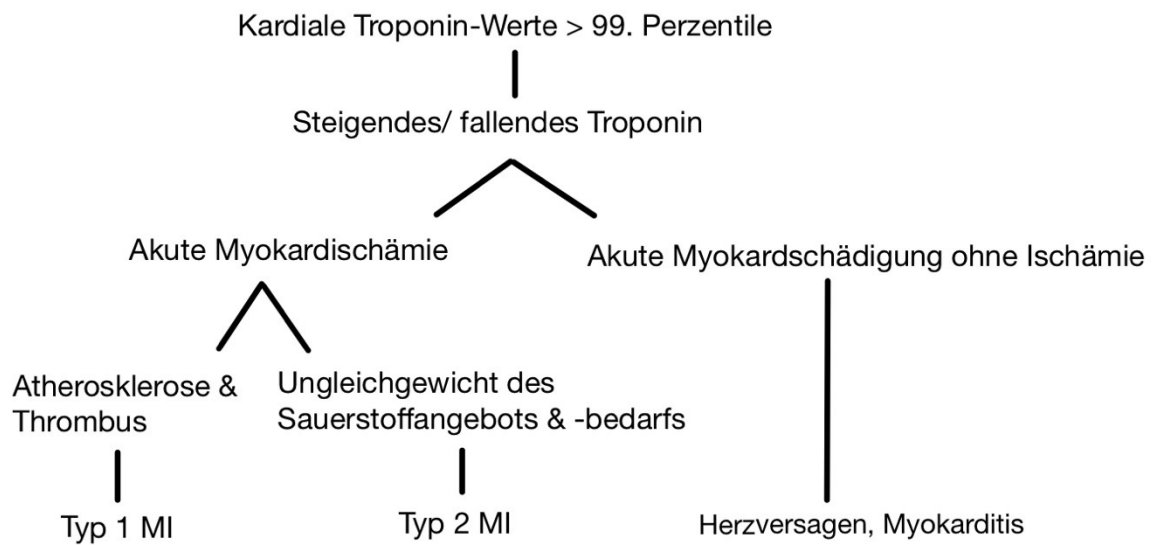 Kardiale Troponin-Werte > 99. Perzentile
Steigendes/ fallendes Troponin
Akute Myokardischämie
Akute Myokardschädigung ohne Ischämie
Atherosklerose &
Thrombus
Ungleichgewicht des
Sauerstoffangebots & -bedarfs
Typ 1 MI
Typ 2 MI
Herzversagen, Myokarditis